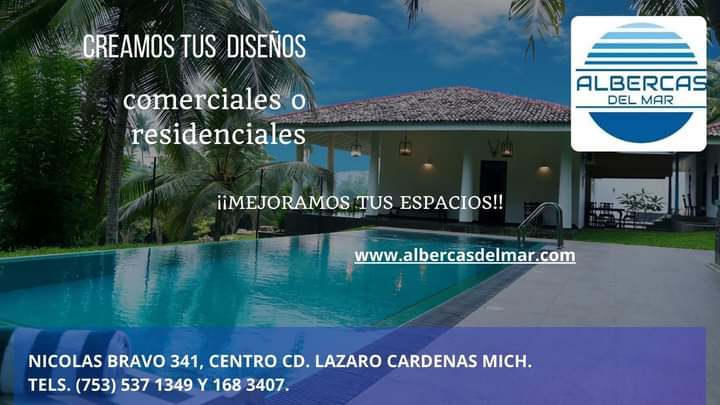 CREAMOS TUS DISEÑOS
comerciales o
residenciales
ALBERCAS
DEL MAR
¡¡MEJORAMOS TUS ESPACIOS!!
www.albercasdelmar.com
NICOLAS BRAVO 341, CENTRO CD. LAZARO CARDENAS MICH.
TELS. (753) 537 1349 Y 168 3407.